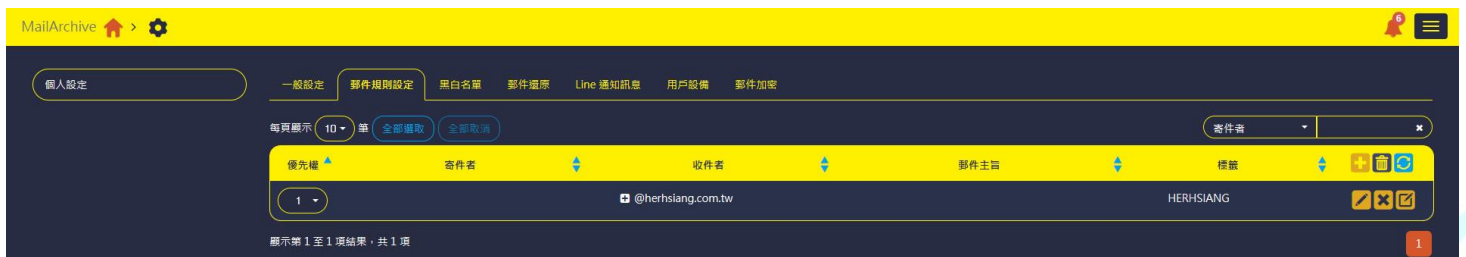 MailArchive >
6
個人設定
一般設定 郵件規則設定 黑白名單 郵件還原 Line 通知訊息 用戶設備 郵件加密
每頁顯示 10 筆 全部選取 全部取消 寄件者 ×
優先權 寄件者 收件者 郵件主旨 標籤
1 @herhsiang.com.tw HERHSIANG
顯示第 1 至 1 項結果，共 1 項 1